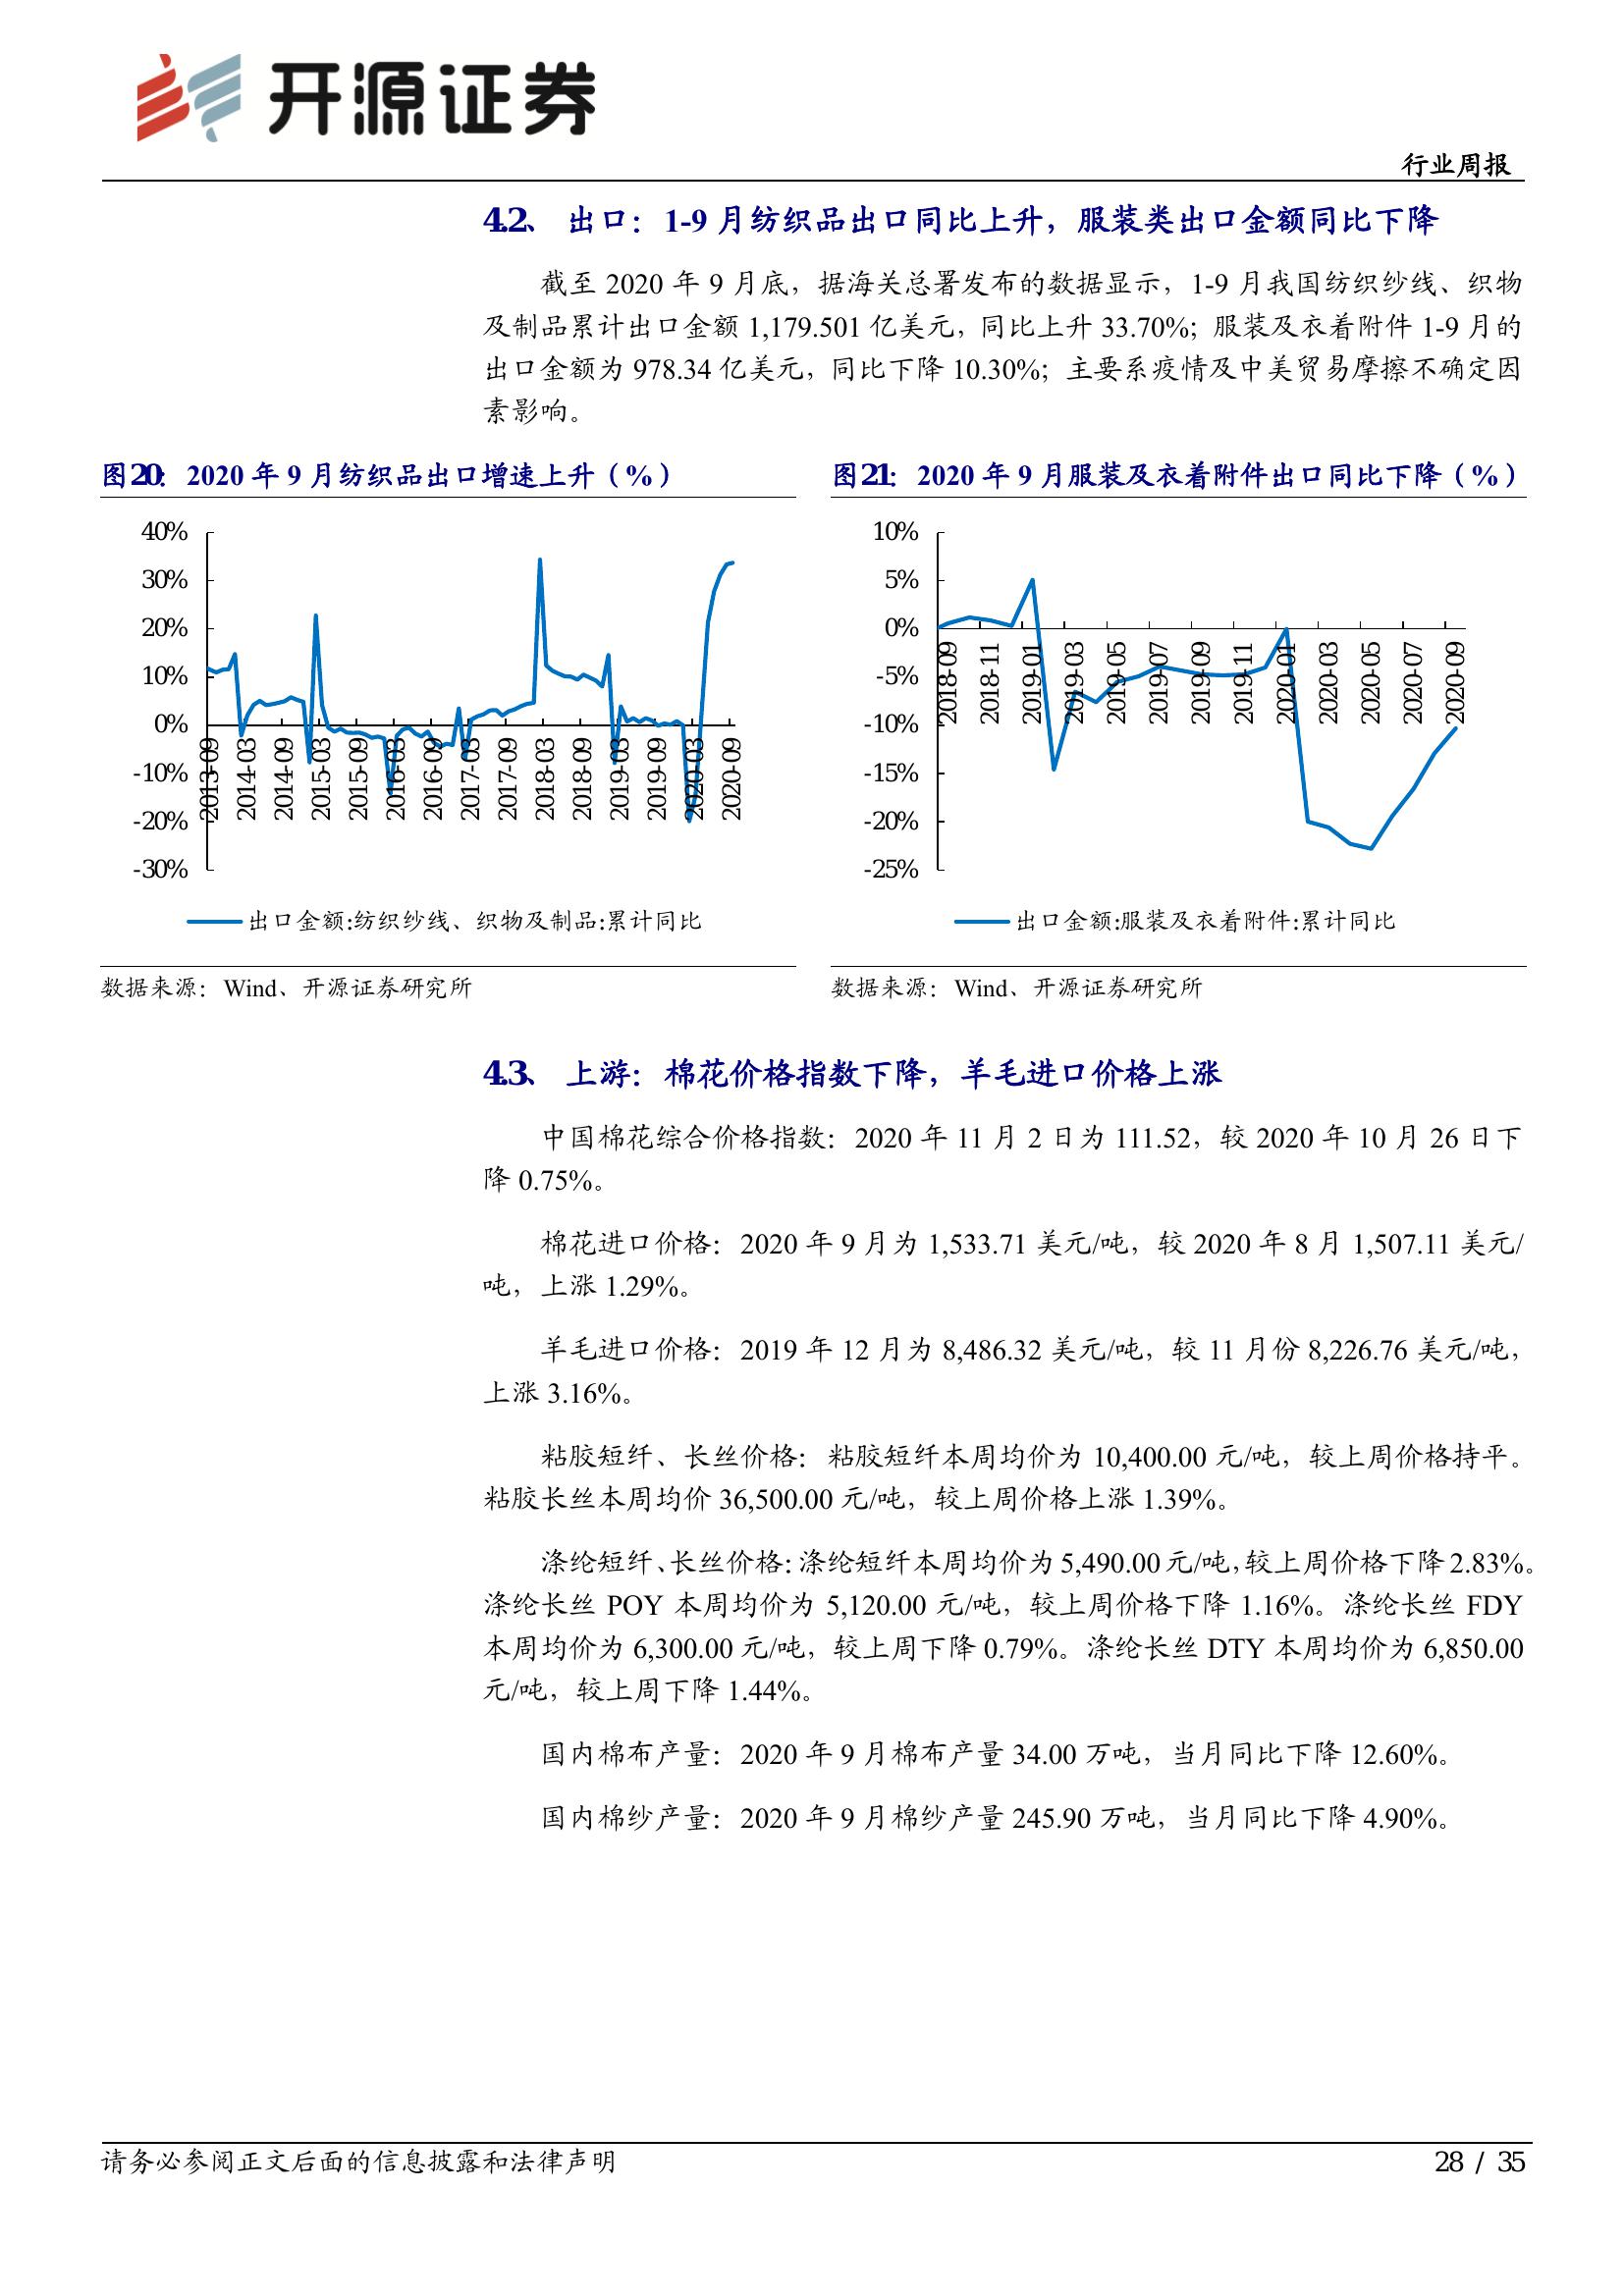 开源证券
行业周报
4.2、 出口：1-9 月纺织品出口同比上升，服装类出口金额同比下降
截至 2020 年 9 月底，据海关总署发布的数据显示，1-9 月我国纺织纱线、织物
及制品累计出口金额 1,179.501 亿美元，同比上升 33.70%；服装及衣着附件 1-9 月的
出口金额为 978.34 亿美元，同比下降 10.30%；主要系疫情及中美贸易摩擦不确定因
素影响。
图20：2020 年 9 月纺织品出口增速上升（%）
40%
30%
20%
10%
0%
-10%
-20%
-30%
2013-09
2014-03
2014-09
2015-03
2015-09
2016-03
2016-09
2017-03
2017-09
2018-03
2018-09
2019-03
2019-09
2020-03
2020-09
出口金额:纺织纱线、织物及制品:累计同比
数据来源：Wind、开源证券研究所
图21：2020 年 9 月服装及衣着附件出口同比下降（%）
10%
5%
0%
-5%
-10%
-15%
-20%
-25%
2018-09
2018-11
2019-01
2019-03
2019-05
2019-07
2019-09
2019-11
2020-01
2020-03
2020-05
2020-07
2020-09
出口金额:服装及衣着附件:累计同比
数据来源：Wind、开源证券研究所
4.3、 上游：棉花价格指数下降，羊毛进口价格上涨
中国棉花综合价格指数：2020 年 11 月 2 日为 111.52，较 2020 年 10 月 26 日下
降 0.75%。
棉花进口价格：2020 年 9 月为 1,533.71 美元/吨，较 2020 年 8 月 1,507.11 美元/
吨，上涨 1.29%。
羊毛进口价格：2019 年 12 月为 8,486.32 美元/吨，较 11 月份 8,226.76 美元/吨，
上涨 3.16%。
粘胶短纤、长丝价格：粘胶短纤本周均价为 10,400.00 元/吨，较上周价格持平。
粘胶长丝本周均价 36,500.00 元/吨，较上周价格上涨 1.39%。
涤纶短纤、长丝价格：涤纶短纤本周均价为 5,490.00 元/吨，较上周价格下降 2.83%。
涤纶长丝 POY 本周均价为 5,120.00 元/吨，较上周价格下降 1.16%。涤纶长丝 FDY
本周均价为 6,300.00 元/吨，较上周下降 0.79%。涤纶长丝 DTY 本周均价为 6,850.00
元/吨，较上周下降 1.44%。
国内棉布产量：2020 年 9 月棉布产量 34.00 万吨，当月同比下降 12.60%。
国内棉纱产量：2020 年 9 月棉纱产量 245.90 万吨，当月同比下降 4.90%。
请务必参阅正文后面的信息披露和法律声明
28 / 35